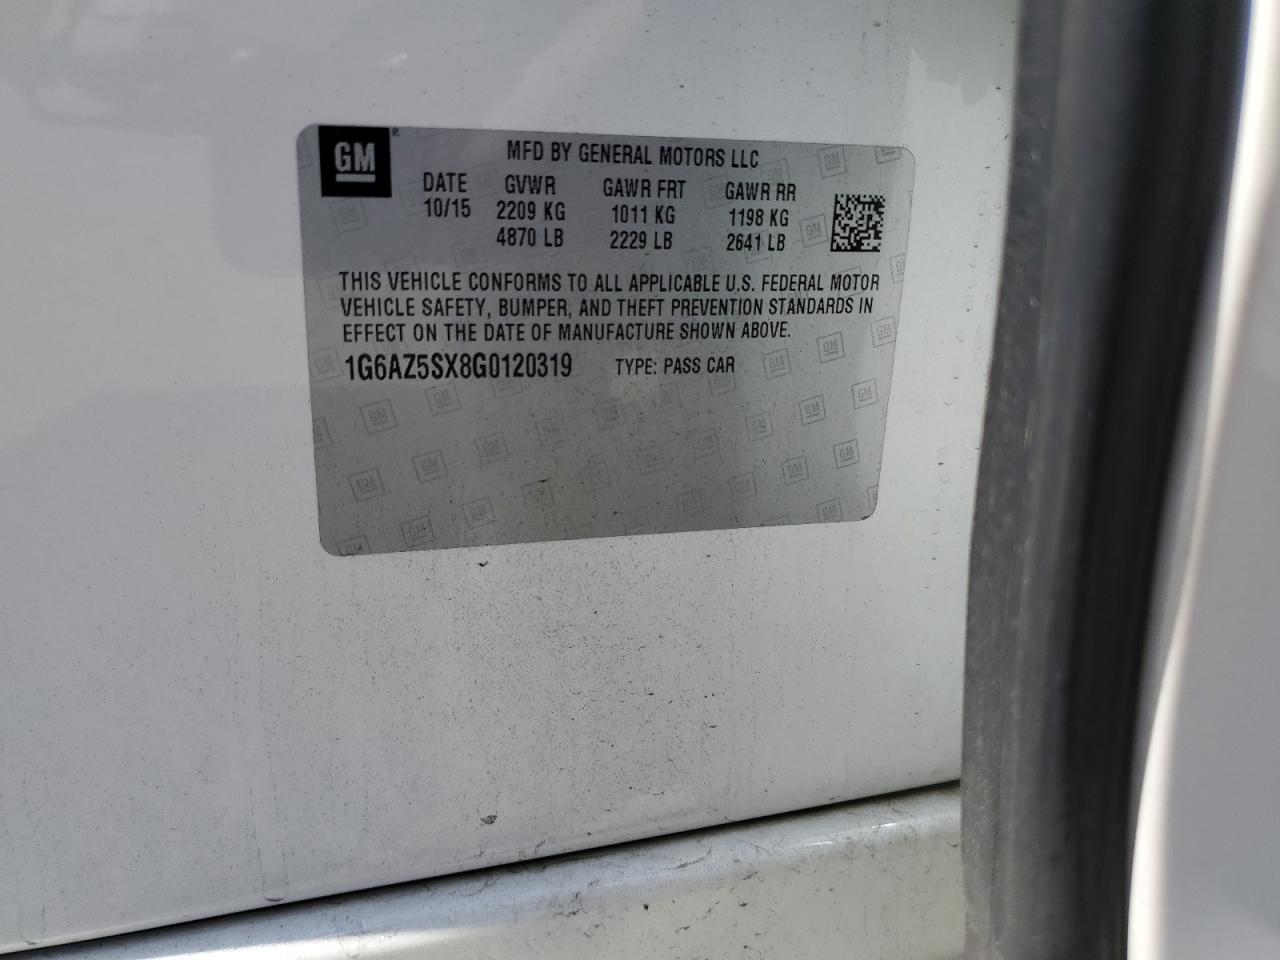 GM
MFD BY GENERAL MOTORS LLC
DATE GVWR GAWR FRT GAWR RR
10/15 2209 KG 1011 KG 1198 KG
4870 LB 2229 LB 2641 LB
THIS VEHICLE CONFORMS TO ALL APPLICABLE U.S. FEDERAL MOTOR
VEHICLE SAFETY, BUMPER, AND THEFT PREVENTION STANDARDS IN
EFFECT ON THE DATE OF MANUFACTURE SHOWN ABOVE.
1G6AZ5SX8G0120319 TYPE: PASS CAR